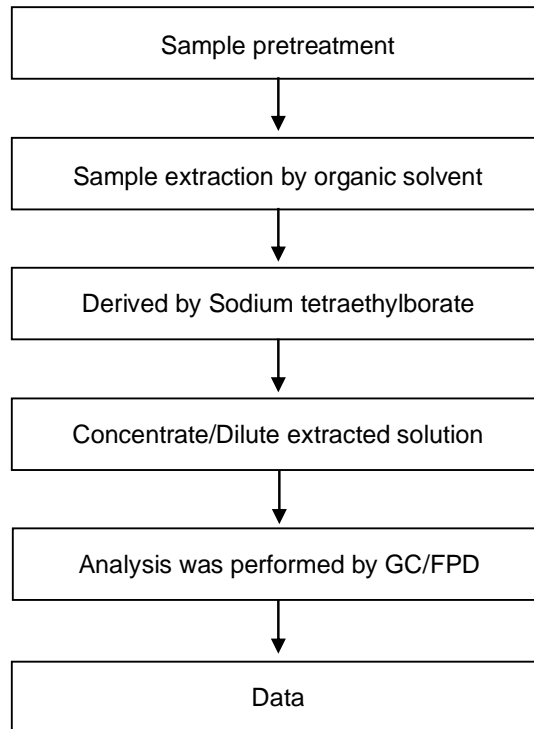 Sample pretreatment
Sample extraction by organic solvent
Derived by Sodium tetraethylborate
Concentrate/Dilute extracted solution
Analysis was performed by GC/FPD
Data